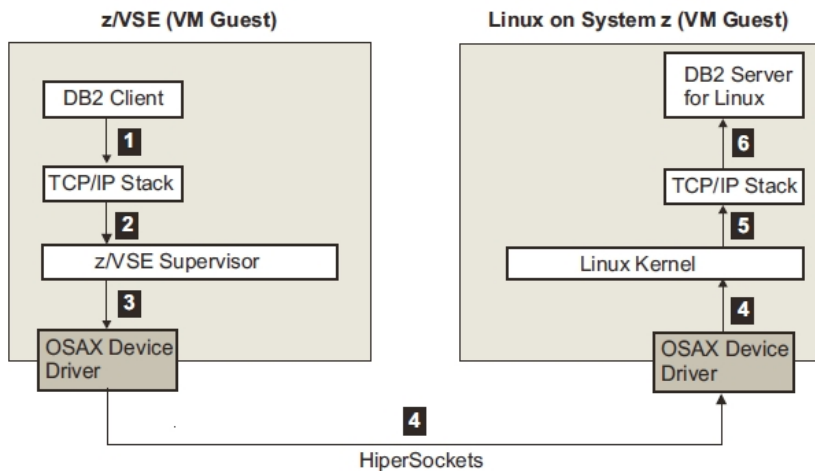 z/VSE (VM Guest)
DB2 Client
1
TCP/IP Stack
2
z/VSE Supervisor
3
OSAX Device
Driver
4
HiperSockets
Linux on System z (VM Guest)
DB2 Server
for Linux
6
TCP/IP Stack
5
Linux Kernel
4
OSAX Device
Driver